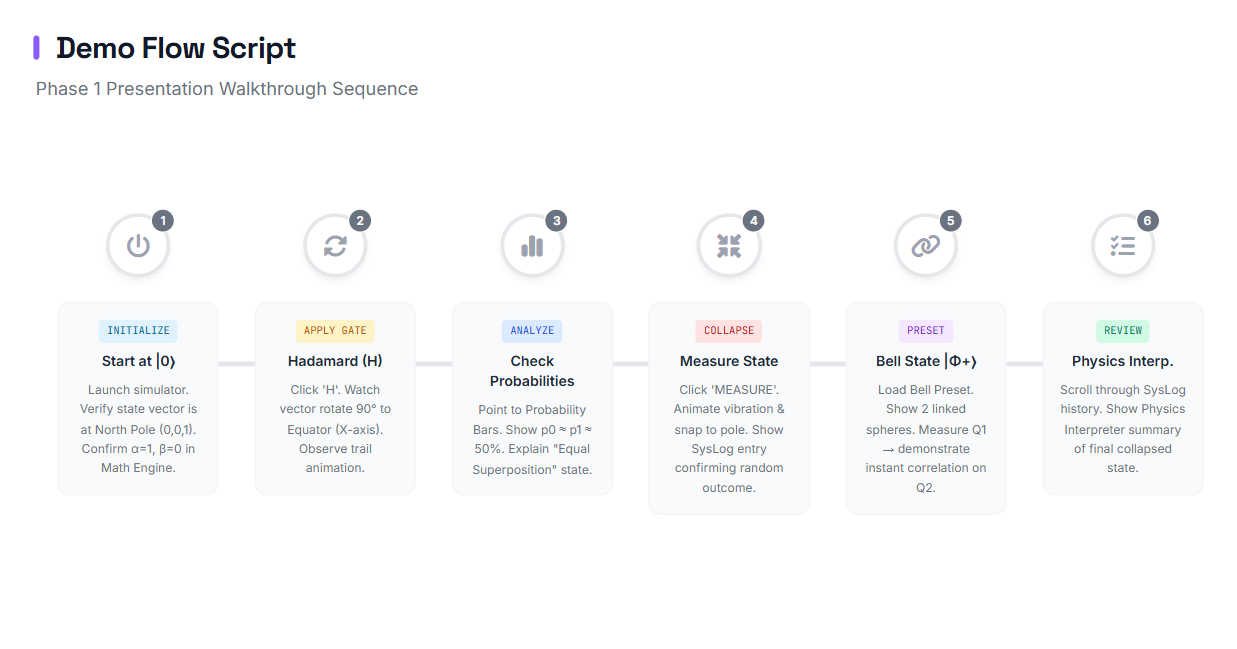 Demo Flow Script
Phase 1 Presentation Walkthrough Sequence
1
INITIALIZE
Start at |0⟩
Launch simulator.
Verify state vector is
at North Pole (0,0,1).
Confirm α=1, β=0 in
Math Engine.
2
APPLY GATE
Hadamard (H)
Click 'H'. Watch
vector rotate 90° to
Equator (X-axis).
Observe trail
animation.
3
ANALYZE
Check
Probabilities
Point to Probability
Bars. Show p0 ≈ p1 ≈
50%. Explain "Equal
Superposition" state.
4
COLLAPSE
Measure State
Click 'MEASURE'.
Animate vibration &
snap to pole. Show
SysLog entry
confirming random
outcome.
5
PRESET
Bell State |Φ+⟩
Load Bell Preset.
Show 2 linked
spheres. Measure Q1
→ demonstrate
instant correlation on
Q2.
6
REVIEW
Physics Interp.
Scroll through SysLog
history. Show Physics
Interpreter summary
of final collapsed
state.